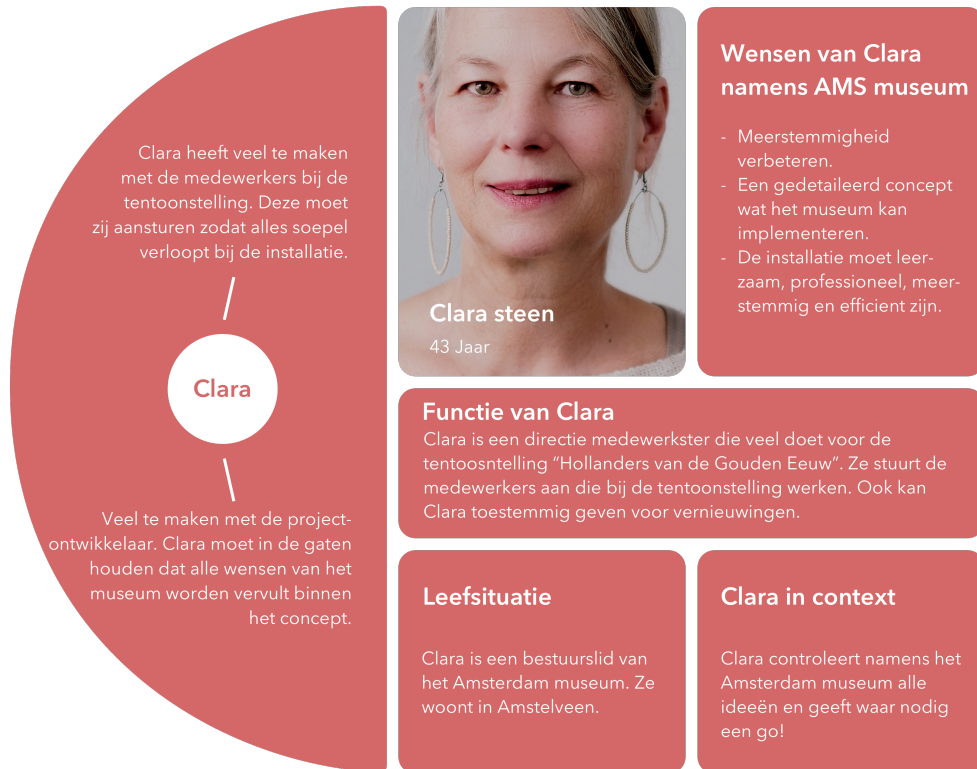 Clara heeft veel te maken
met de medewerkers bij de
tentoonstelling. Deze moet
zij aansturen zodat alles soepel
verloopt bij de installatie.
Clara
Veel te maken met de project-
ontwikkelaar. Clara moet in de gaten
houden dat alle wensen van het
museum worden vervult binnen
het concept.
Clara steen
43 Jaar
Wensen van Clara
namens AMS museum
- Meerstemmigheid
verbeteren.
- Een gedetaileerd concept
wat het museum kan
implementeren.
- De installatie moet leer-
zaam, professioneel, meer-
stemmig en efficient zijn.
Functie van Clara
Clara is een directie medewerkster die veel doet voor de
tentoosntelling “Hollanders van de Gouden Eeuw”. Ze stuurt de
medewerkers aan die bij de tentoonstelling werken. Ook kan
Clara toestemmig geven voor vernieuwingen.
Leefsituatie
Clara is een bestuurslid van
het Amsterdam museum. Ze
woont in Amstelveen.
Clara in context
Clara controleert namens het
Amsterdam museum alle
ideeën en geeft waar nodig
een go!